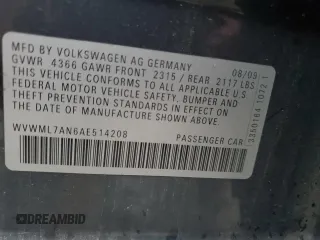 MFD BY VOLKSWAGEN AG GERMANY 08/09
GVWR 4366 GAWR FRONT 2315 / REAR 2117 LBS
THIS VEHICLE CONFORMS TO ALL APPLICABLE U.S.
FEDERAL MOTOR VEHICLE SAFETY, BUMPER AND
THEFT PREVENTION STANDARDS IN EFFECT ON THE
DATE OF MANUFACTURE SHOWN ABOVE.
WVWML7AN6AE514208 PASSENGER CAR
DREAMBID